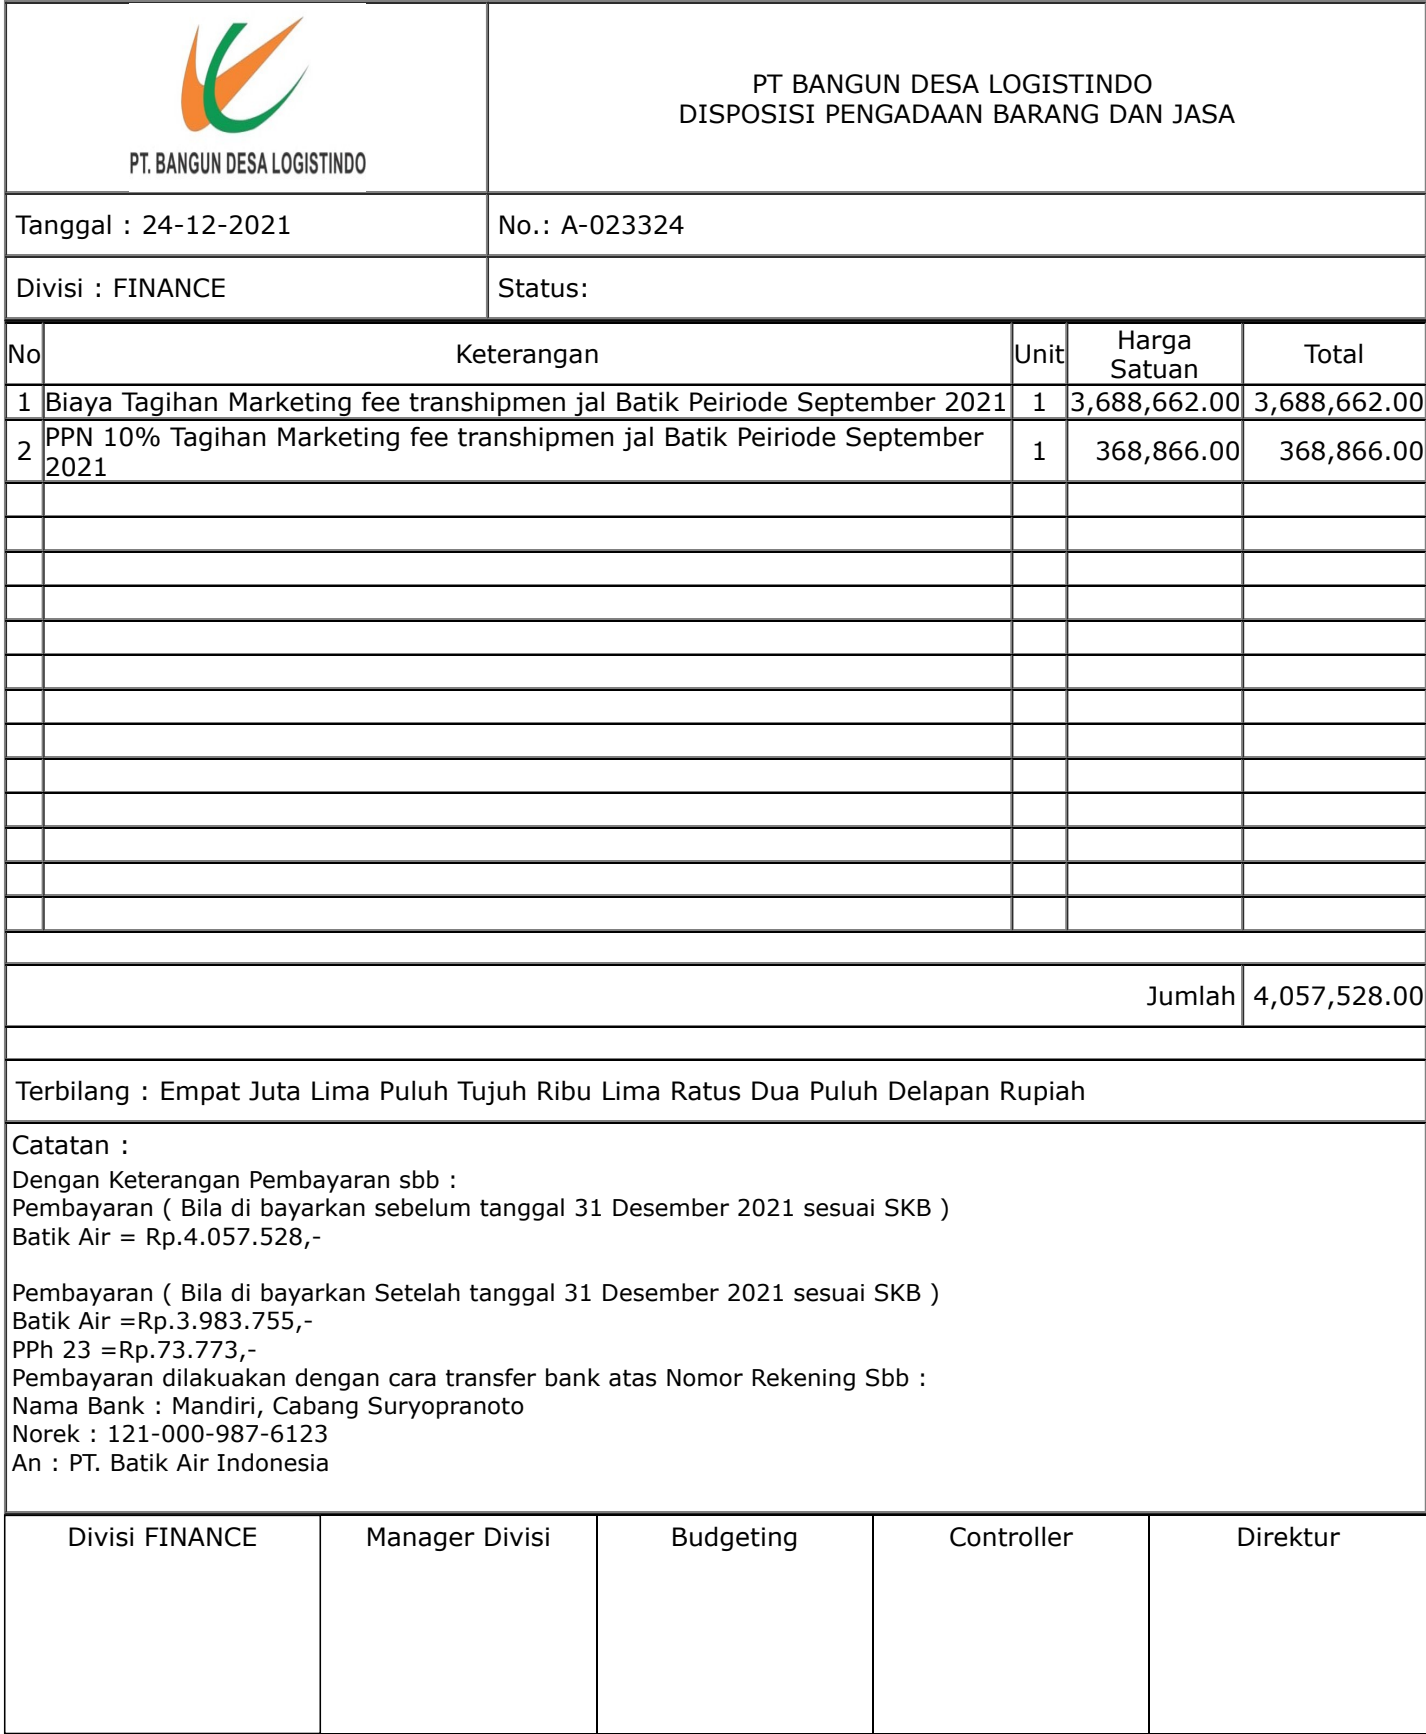 PT. BANGUN DESA LOGISTINDO
PT BANGUN DESA LOGISTINDO
DISPOSISI PENGADAAN BARANG DAN JASA
Tanggal : 24-12-2021
No.: A-023324
Divisi : FINANCE
Status:
No Keterangan Unit Harga Satuan Total
1 Biaya Tagihan Marketing fee transhipmen jal Batik Peiriode September 2021 1 3,688,662.00 3,688,662.00
2 PPN 10% Tagihan Marketing fee transhipmen jal Batik Peiriode September 2021 1 368,866.00 368,866.00
Jumlah 4,057,528.00
Terbilang : Empat Juta Lima Puluh Tujuh Ribu Lima Ratus Dua Puluh Delapan Rupiah
Catatan :
Dengan Keterangan Pembayaran sbb :
Pembayaran ( Bila di bayarkan sebelum tanggal 31 Desember 2021 sesuai SKB )
Batik Air = Rp.4.057.528,-
Pembayaran ( Bila di bayarkan Setelah tanggal 31 Desember 2021 sesuai SKB )
Batik Air =Rp.3.983.755,-
PPh 23 =Rp.73.773,-
Pembayaran dilakuakan dengan cara transfer bank atas Nomor Rekening Sbb :
Nama Bank : Mandiri, Cabang Suryopranoto
Norek : 121-000-987-6123
An : PT. Batik Air Indonesia
Divisi FINANCE Manager Divisi Budgeting Controller Direktur